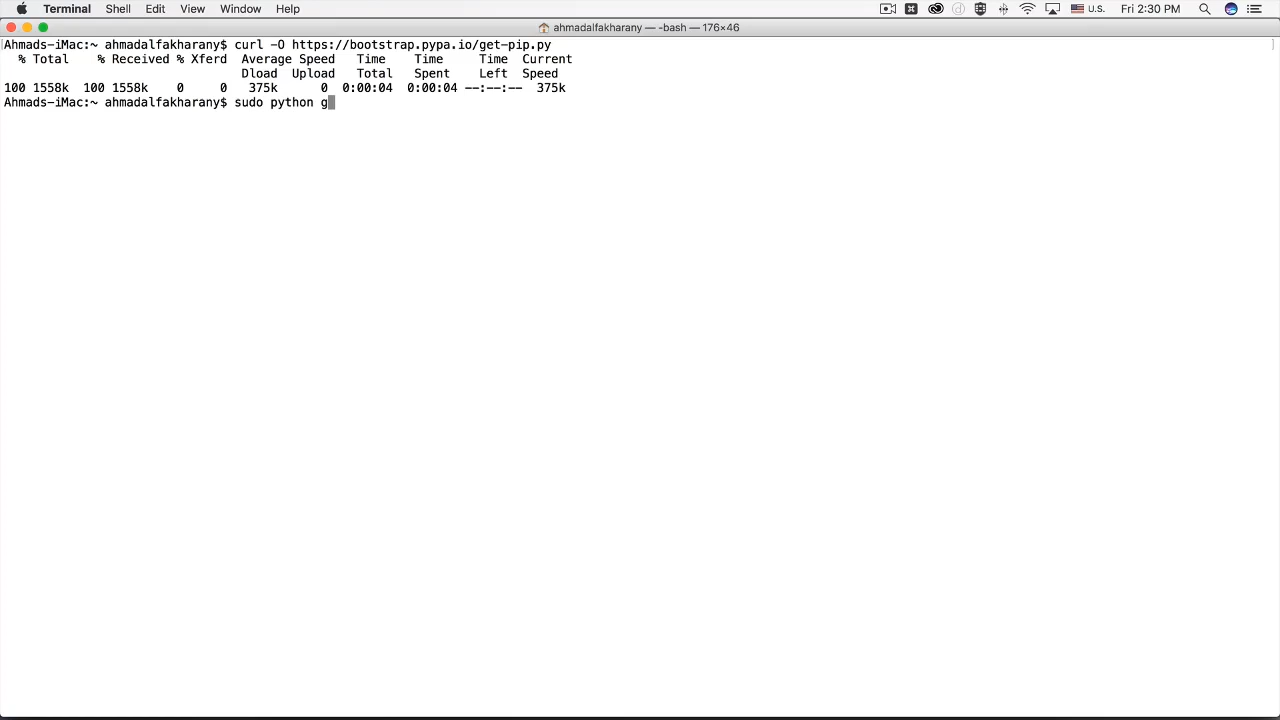 Terminal Shell Edit View Window Help U.S. Fri 2:30 PM
ahmadalfakharany — -bash — 176×46
Ahmads-iMac:~ ahmadalfakharany$ curl -O https://bootstrap.pypa.io/get-pip.py
% Total % Received % Xferd Average Speed Time Time Time Current
Dload Upload Total Spent Left Speed
100 1558k 100 1558k 0 0 375k 0 0:00:04 0:00:04 --:--:-- 375k
Ahmads-iMac:~ ahmadalfakharany$ sudo python g